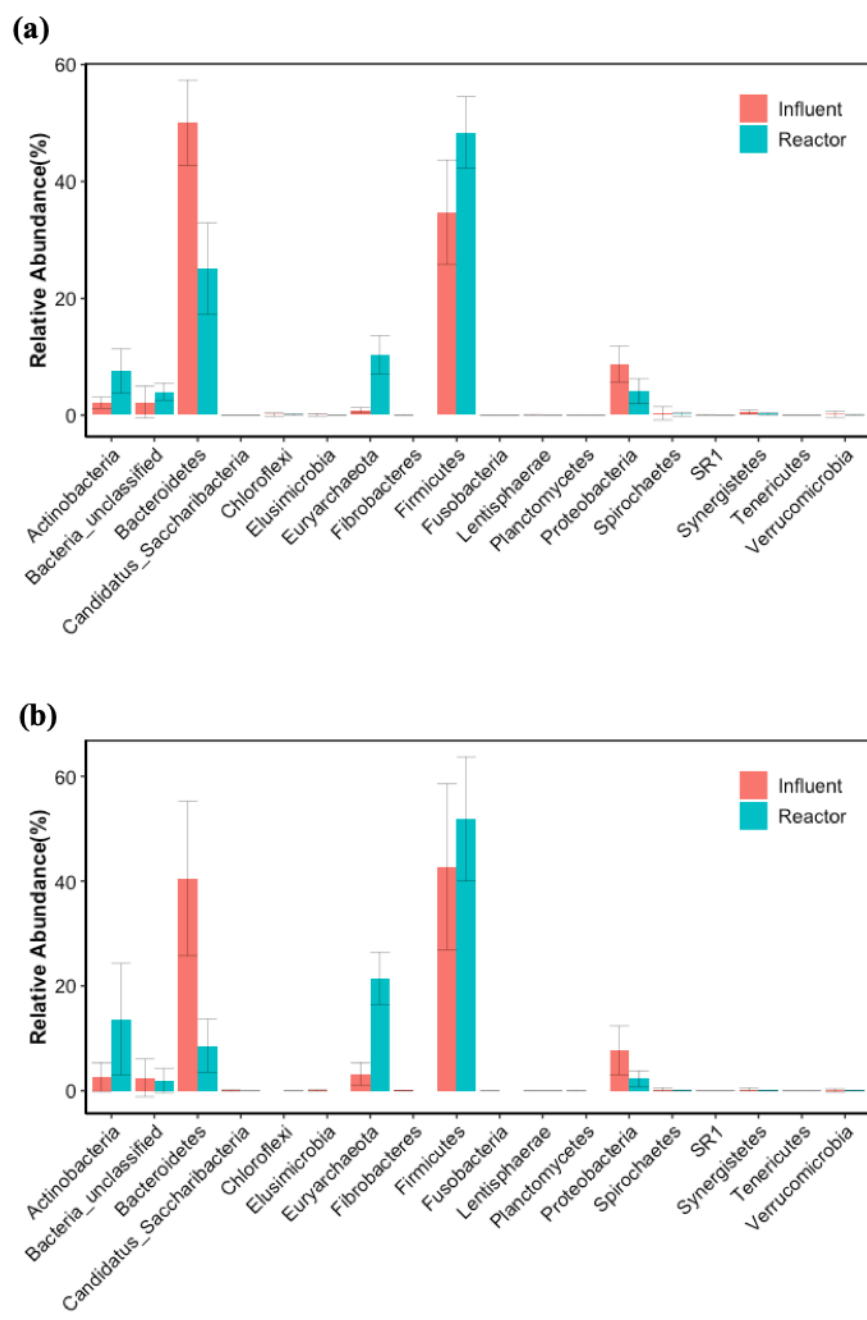 (a)
60
40
20
0
Relative Abundance(%)
Influent
Reactor
Actinobacteria
Bacteria_unclassified
Bacteroidetes
Candidatus_Saccharibacteria
Chloroflexi
Elusimicrobia
Euryarchaeota
Fibrobacteres
Firmicutes
Fusobacteria
Lentisphaerae
Planctomycetes
Proteobacteria
Spirochaetes
SR1
Synergistetes
Tenericutes
Verrucomicrobia
(b)
60
40
20
0
Relative Abundance(%)
Influent
Reactor
Actinobacteria
Bacteria_unclassified
Bacteroidetes
Candidatus_Saccharibacteria
Chloroflexi
Elusimicrobia
Euryarchaeota
Fibrobacteres
Firmicutes
Fusobacteria
Lentisphaerae
Planctomycetes
Proteobacteria
Spirochaetes
SR1
Synergistetes
Tenericutes
Verrucomicrobia